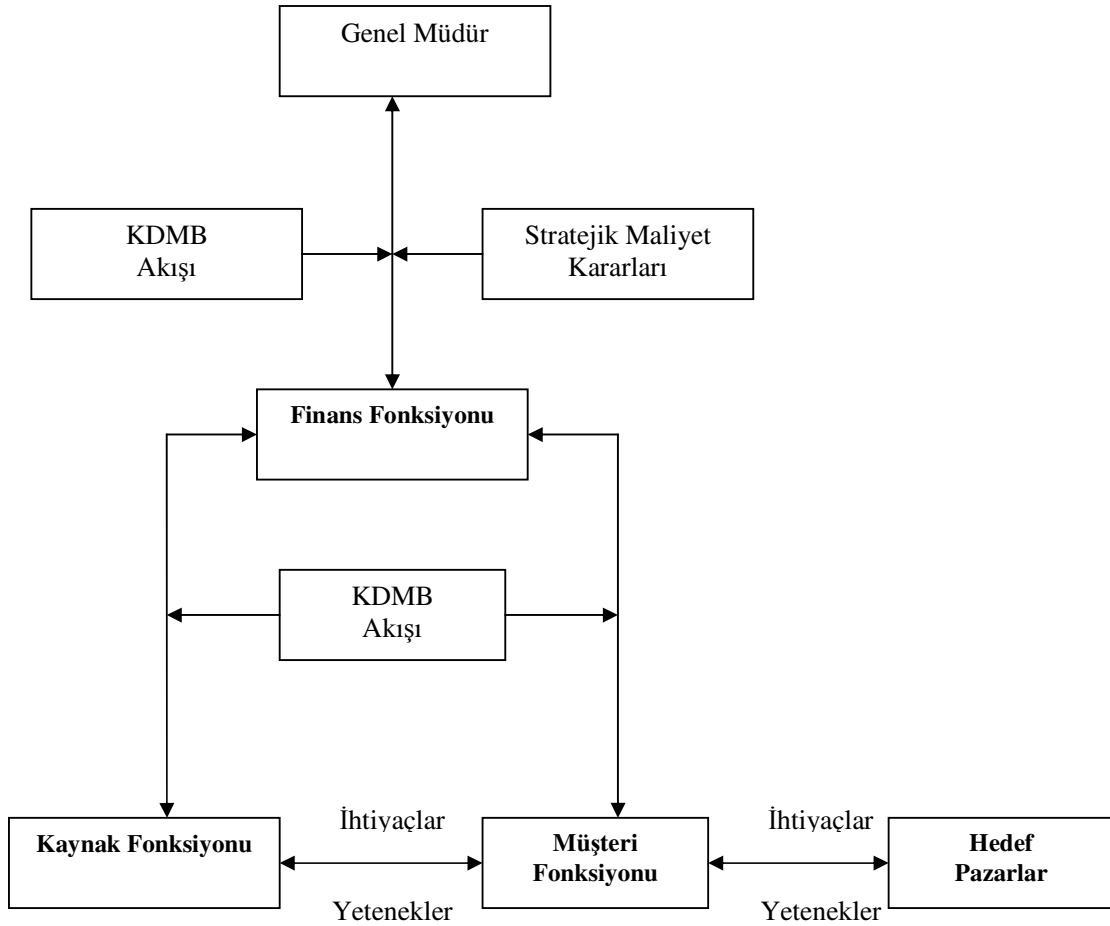 Genel Müdür
KDMB
Akışı
Stratejik Maliyet
Kararları
Finans Fonksiyonu
KDMB
Akışı
İhtiyaçlar
İhtiyaçlar
Kaynak Fonksiyonu
Müşteri
Fonksiyonu
Hedef
Pazarlar
Yetenekler
Yetenekler